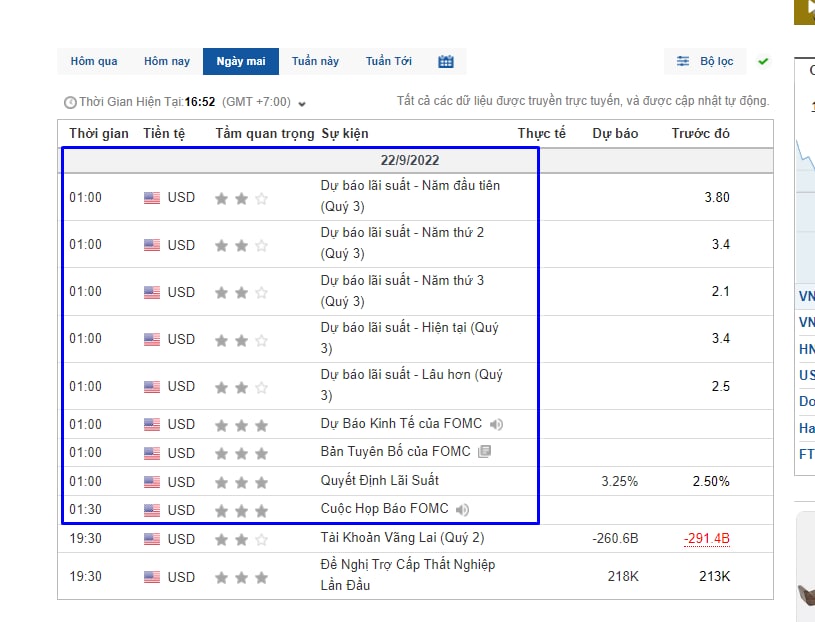 Hôm qua Hôm nay Ngày mai Tuần này Tuần Tới Bộ lọc
Thời Gian Hiện Tại:16:52 (GMT +7:00) Tất cả các dữ liệu được truyền trực tuyến, và được cập nhật tự động.
Thời gian Tiền tệ Tầm quan trọng Sự kiện Thực tế Dự báo Trước đó
22/9/2022
01:00 USD Dự báo lãi suất - Năm đầu tiên
(Quý 3) 3.80
01:00 USD Dự báo lãi suất - Năm thứ 2
(Quý 3) 3.4
01:00 USD Dự báo lãi suất - Năm thứ 3
(Quý 3) 2.1
01:00 USD Dự báo lãi suất - Hiện tại (Quý
3) 3.4
01:00 USD Dự báo lãi suất - Lâu hơn (Quý
3) 2.5
01:00 USD Dự Báo Kinh Tế của FOMC
01:00 USD Bản Tuyên Bố của FOMC
01:00 USD Quyết Định Lãi Suất 3.25% 2.50%
01:30 USD Cuộc Họp Báo FOMC
19:30 USD Tài Khoản Vãng Lai (Quý 2) -260.6B -291.4B
19:30 USD Đề Nghị Trợ Cấp Thất Nghiệp
Lần Đầu 218K 213K
VN
VN
HN
US
Do
Ha
FT